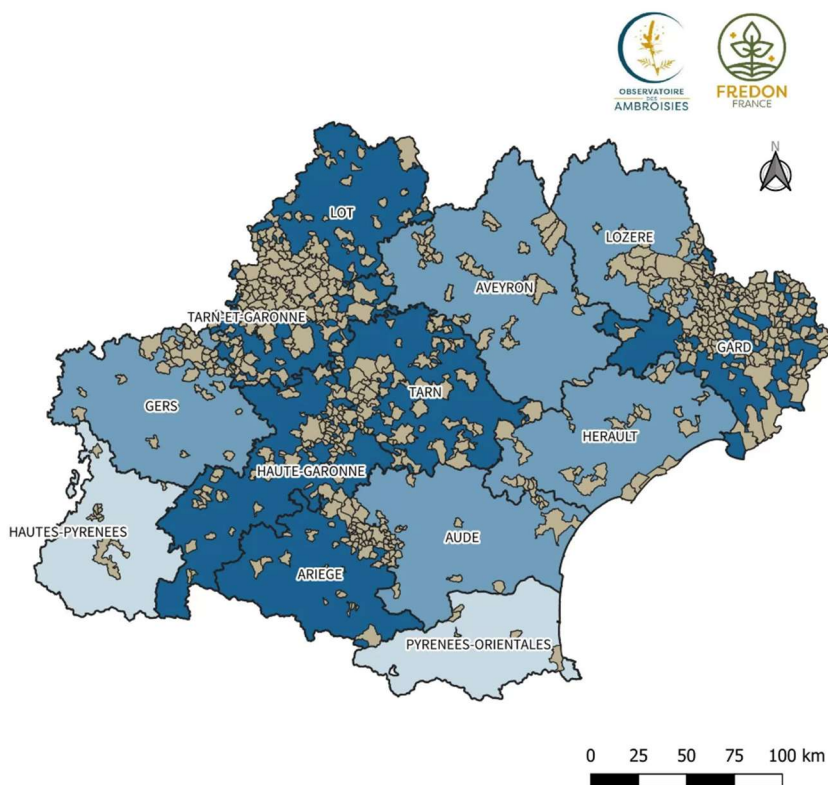 OBSERVATOIRE
DES
AMBROISIES
FREDON
FRANCE
N
LOT
LOZERE
AVEYRON
TARN-ET-GARONNE
GARD
TARN
GERS
HERAULT
HAUTE-GARONNE
HAUTES-PYRENEES
AUDE
ARIEGE
PYRENEES-ORIENTALES
0 25 50 75 100 km